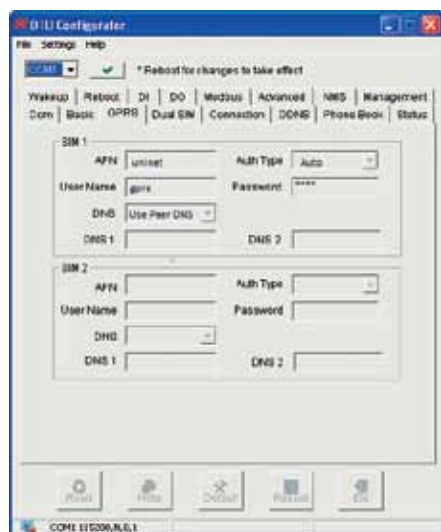 DTU Configurator
File Settings Help
COM1 * Reboot for changes to take effect
Wakeup Reboot DI DO Modbus Advanced NMS Management
Com Basic GPRS Dual SIM Connection DDNS Phone Book Status
SIM 1
APN uninet Auth Type Auto
User Name gprs Password ****
DNS Use Peer DNS
DNS 1 DNS 2
SIM 2
APN Auth Type
User Name Password
DNS
DNS 1 DNS 2
Read Write Default
COM1 115200,N,8,1